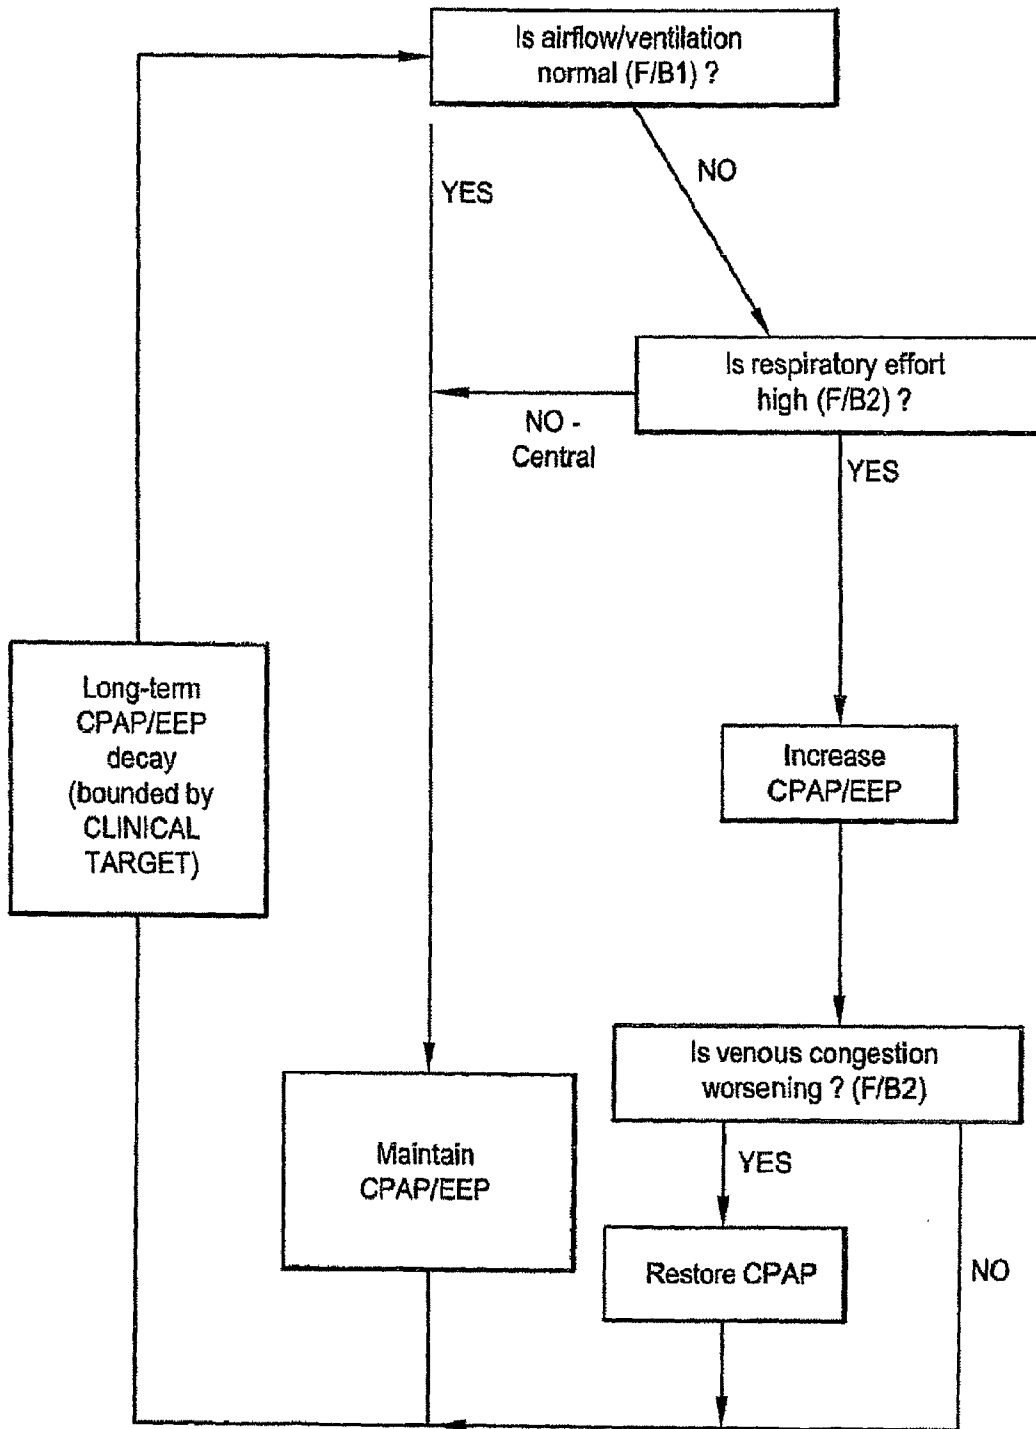 Is airflow/ventilation
normal (F/B1) ?
YES
NO
Is respiratory effort
high (F/B2) ?
NO -
Central
YES
Long-term
CPAP/EEP
decay
(bounded by
CLINICAL
TARGET)
Increase
CPAP/EEP
Is venous congestion
worsening ? (F/B2)
Maintain
CPAP/EEP
YES
Restore CPAP
NO